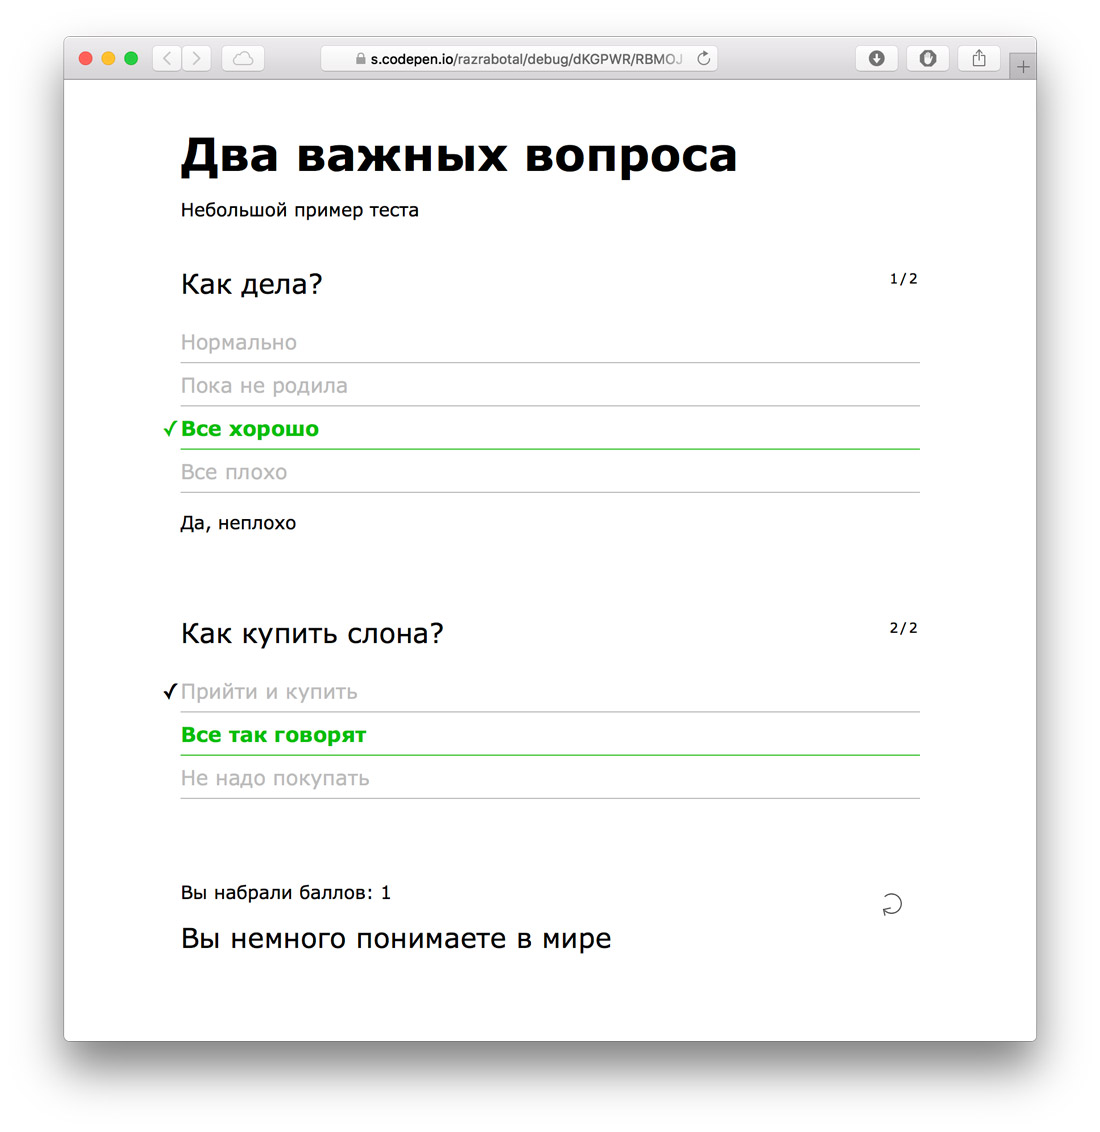 s.codepen.io/razrabotal/debug/dKGPWR/RBMOJ
Два важных вопроса
Небольшой пример теста
Как дела? 1/2
Нормально
Пока не родила
✓ Все хорошо
Все плохо
Да, неплохо
Как купить слона? 2/2
✓ Прийти и купить
Все так говорят
Не надо покупать
Вы набрали баллов: 1
Вы немного понимаете в мире